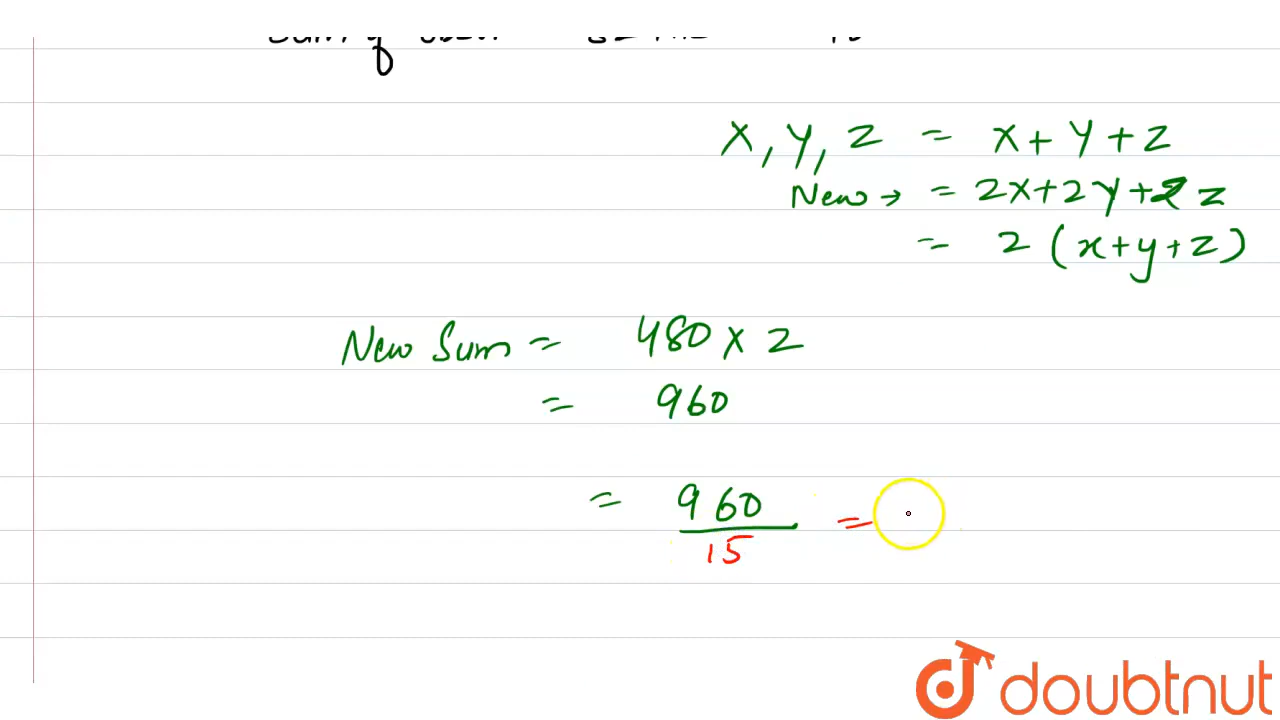 x, y, z = x + y + z
New → = 2x + 2y + 2z
= 2 (x+y+z)
New Sum = 480 x 2
= 960
= 960
15 =
doubtnut